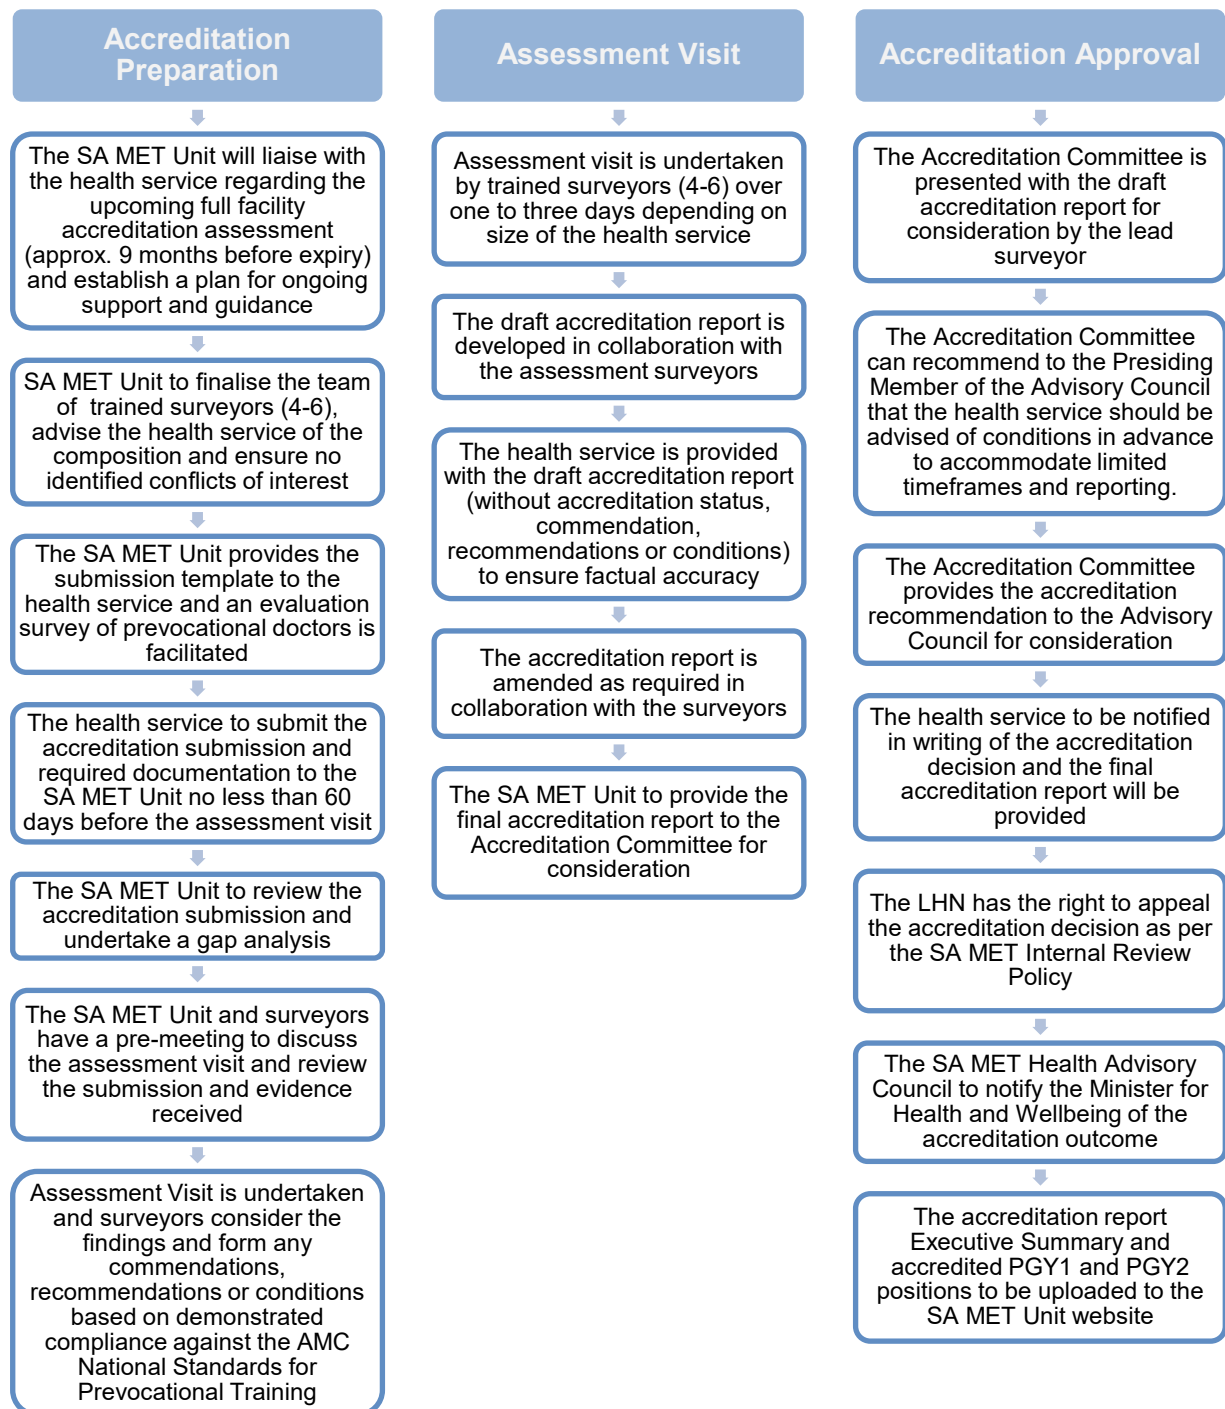 Accreditation
Preparation
The SA MET Unit will liaise with
the health service regarding the
upcoming full facility
accreditation assessment
(approx. 9 months before expiry)
and establish a plan for ongoing
support and guidance
SA MET Unit to finalise the team
of trained surveyors (4-6),
advise the health service of the
composition and ensure no
identified conflicts of interest
The SA MET Unit provides the
submission template to the
health service and an evaluation
survey of prevocational doctors is
facilitated
The health service to submit the
accreditation submission and
required documentation to the
SA MET Unit no less than 60
days before the assessment visit
The SA MET Unit to review the
accreditation submission and
undertake a gap analysis
The SA MET Unit and surveyors
have a pre-meeting to discuss
the assessment visit and review
the submission and evidence
received
Assessment Visit is undertaken
and surveyors consider the
findings and form any
commendations,
recommendations or conditions
based on demonstrated
compliance against the AMC
National Standards for
Prevocational Training
Assessment Visit
Assessment visit is undertaken
by trained surveyors (4-6) over
one to three days depending on
size of the health service
The draft accreditation report is
developed in collaboration with
the assessment surveyors
The health service is provided
with the draft accreditation report
(without accreditation status,
commendation,
recommendations or conditions)
to ensure factual accuracy
The accreditation report is
amended as required in
collaboration with the surveyors
The SA MET Unit to provide the
final accreditation report to the
Accreditation Committee for
consideration
Accreditation Approval
The Accreditation Committee is
presented with the draft
accreditation report for
consideration by the lead
surveyor
The Accreditation Committee
can recommend to the Presiding
Member of the Advisory Council
that the health service should be
advised of conditions in advance
to accommodate limited
timeframes and reporting.
The Accreditation Committee
provides the accreditation
recommendation to the Advisory
Council for consideration
The health service to be notified
in writing of the accreditation
decision and the final
accreditation report will be
provided
The LHN has the right to appeal
the accreditation decision as per
the SA MET Internal Review
Policy
The SA MET Health Advisory
Council to notify the Minister for
Health and Wellbeing of the
accreditation outcome
The accreditation report
Executive Summary and
accredited PGY1 and PGY2
positions to be uploaded to the
SA MET Unit website